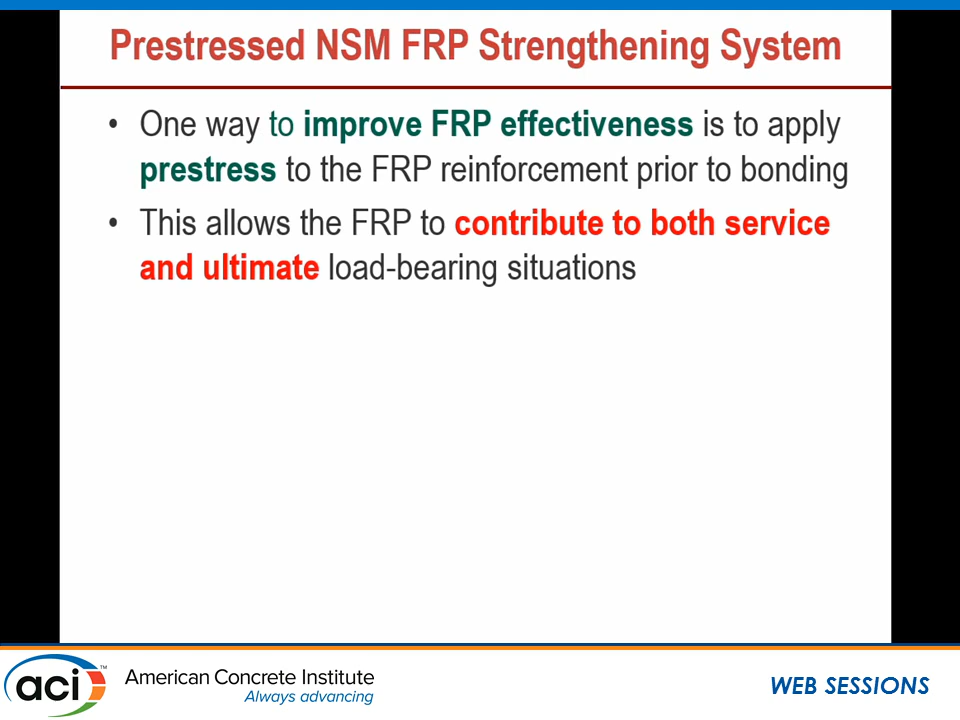 Prestressed NSM FRP Strengthening System
• One way to improve FRP effectiveness is to apply
prestress to the FRP reinforcement prior to bonding
• This allows the FRP to contribute to both service
and ultimate load-bearing situations
aci™
American Concrete Institute
Always advancing
WEB SESSIONS